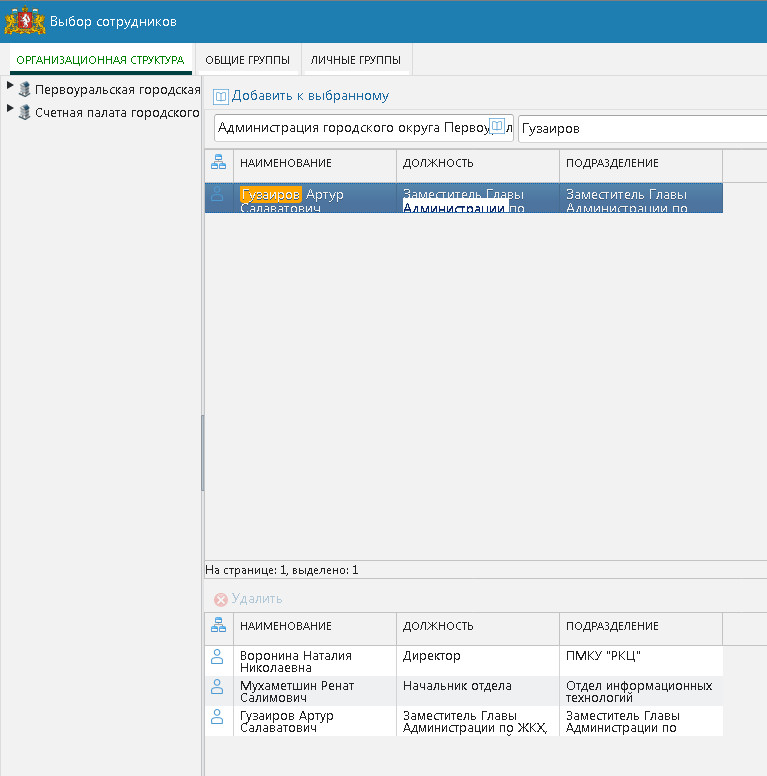 Выбор сотрудников
ОРГАНИЗАЦИОННАЯ СТРУКТУРА ОБЩИЕ ГРУППЫ ЛИЧНЫЕ ГРУППЫ
Первоуральская городская
Счетная палата городского
Добавить к выбранному
Администрация городского округа Первоурал Гузаиров
НАИМЕНОВАНИЕ ДОЛЖНОСТЬ ПОДРАЗДЕЛЕНИЕ
Гузаиров Артур Заместитель Главы Заместитель Главы
Салаватович Администрации по Администрации по
На странице: 1, выделено: 1
Удалить
НАИМЕНОВАНИЕ ДОЛЖНОСТЬ ПОДРАЗДЕЛЕНИЕ
Воронина Наталия Директор ПМКУ "РКЦ"
Николаевна
Мухаметшин Ренат Начальник отдела Отдел информационных
Салимович технологий
Гузаиров Артур Заместитель Главы Заместитель Главы
Салаватович Администрации по ЖКХ, Администрации по